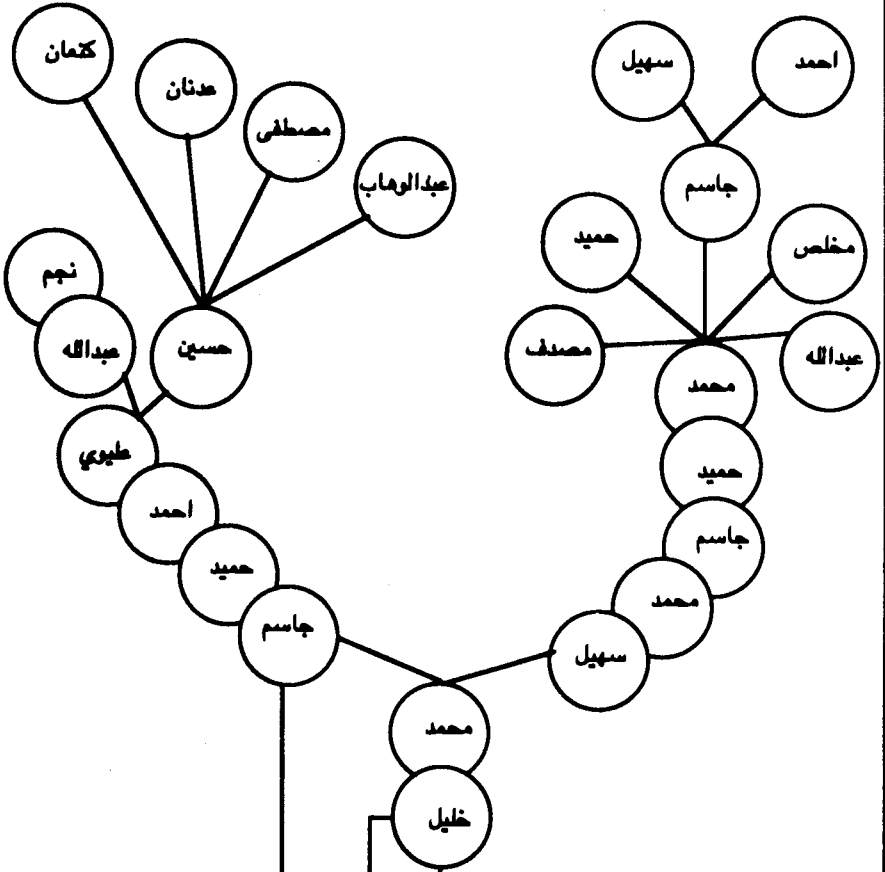 كنعان
عدنان
مصطفى
عبدالوهاب
سهيل
احمد
جاسم
حميد
مخلص
مصدف
عبدالله
نجم
عبدالله
حسين
محمد
حميد
عليوي
احمد
حميد
جاسم
جاسم
محمد
سهيل
محمد
خليل